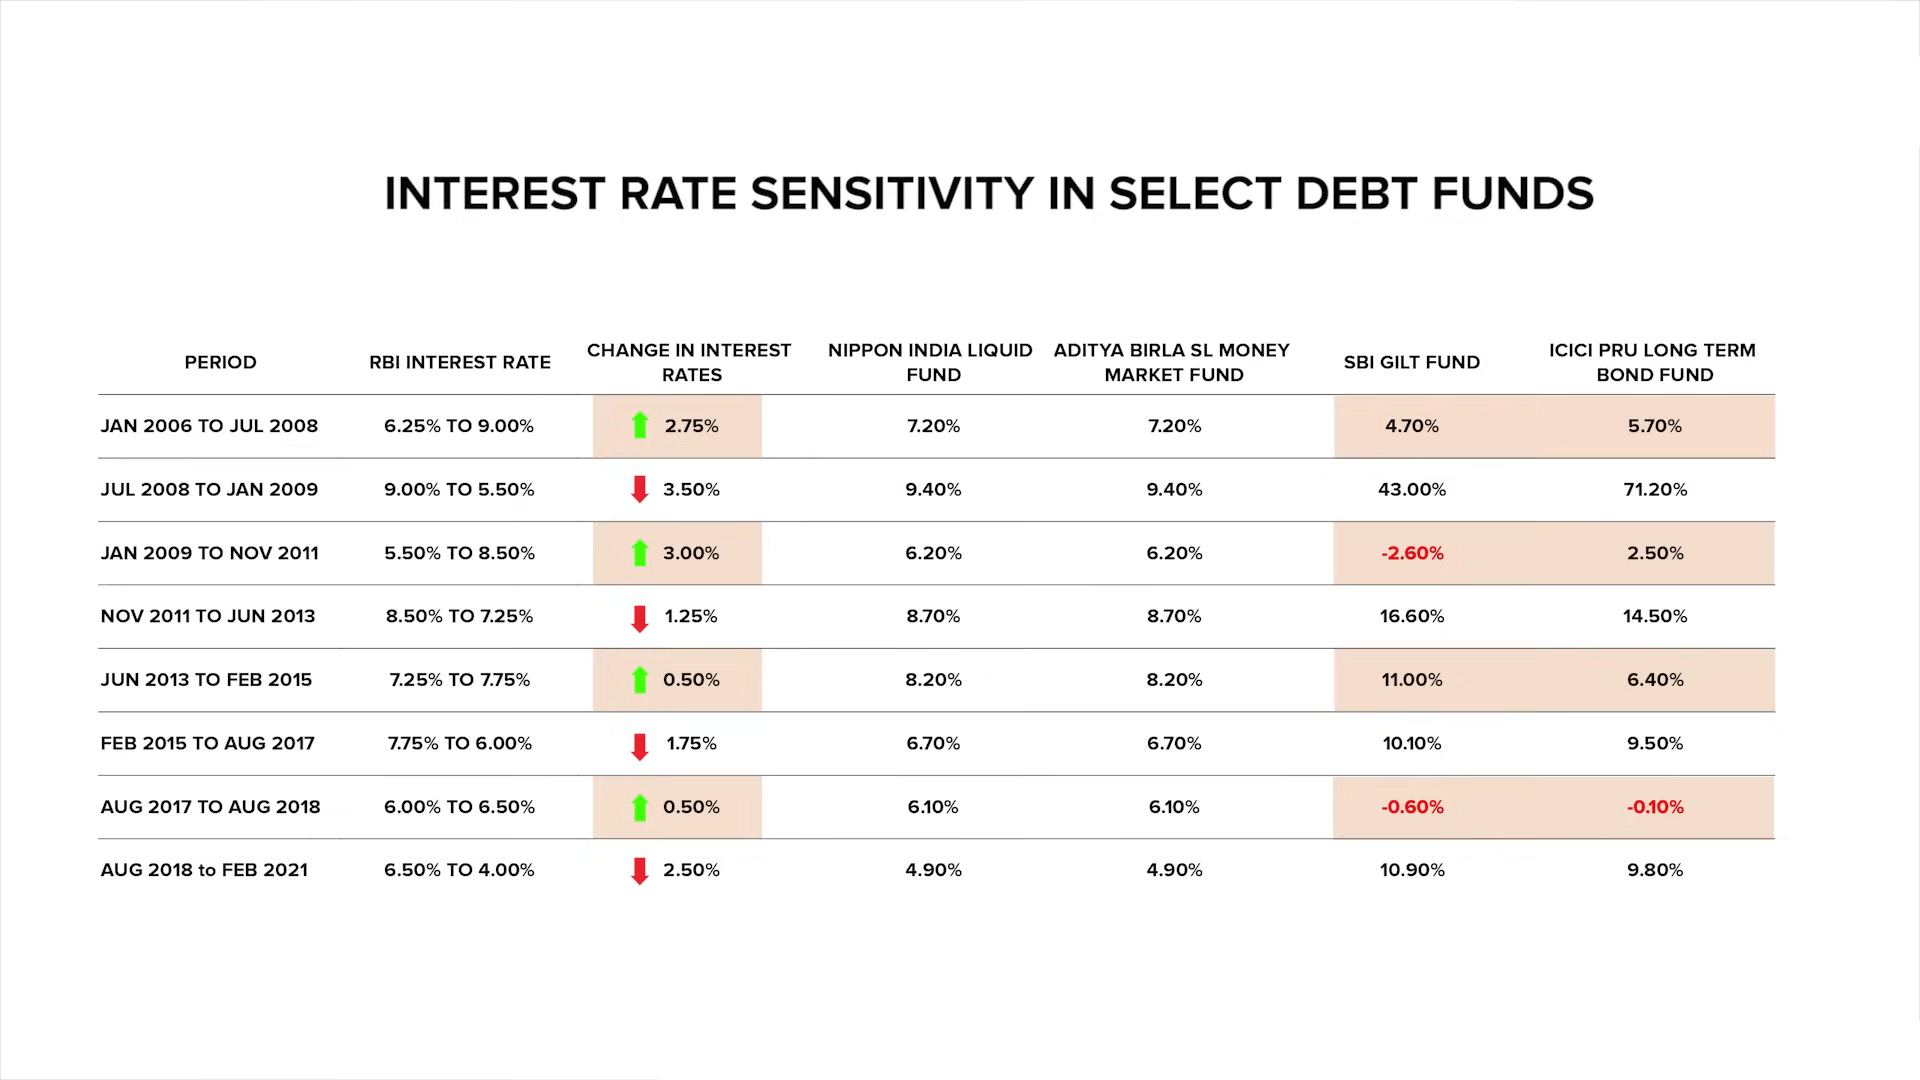 INTEREST RATE SENSITIVITY IN SELECT DEBT FUNDS
PERIOD RBI INTEREST RATE CHANGE IN INTEREST RATES NIPPON INDIA LIQUID FUND ADITYA BIRLA SL MONEY MARKET FUND SBI GILT FUND ICICI PRU LONG TERM BOND FUND
JAN 2006 TO JUL 2008 6.25% TO 9.00% 2.75% 7.20% 7.20% 4.70% 5.70%
JUL 2008 TO JAN 2009 9.00% TO 5.50% 3.50% 9.40% 9.40% 43.00% 71.20%
JAN 2009 TO NOV 2011 5.50% TO 8.50% 3.00% 6.20% 6.20% -2.60% 2.50%
NOV 2011 TO JUN 2013 8.50% TO 7.25% 1.25% 8.70% 8.70% 16.60% 14.50%
JUN 2013 TO FEB 2015 7.25% TO 7.75% 0.50% 8.20% 8.20% 11.00% 6.40%
FEB 2015 TO AUG 2017 7.75% TO 6.00% 1.75% 6.70% 6.70% 10.10% 9.50%
AUG 2017 TO AUG 2018 6.00% TO 6.50% 0.50% 6.10% 6.10% -0.60% -0.10%
AUG 2018 to FEB 2021 6.50% TO 4.00% 2.50% 4.90% 4.90% 10.90% 9.80%